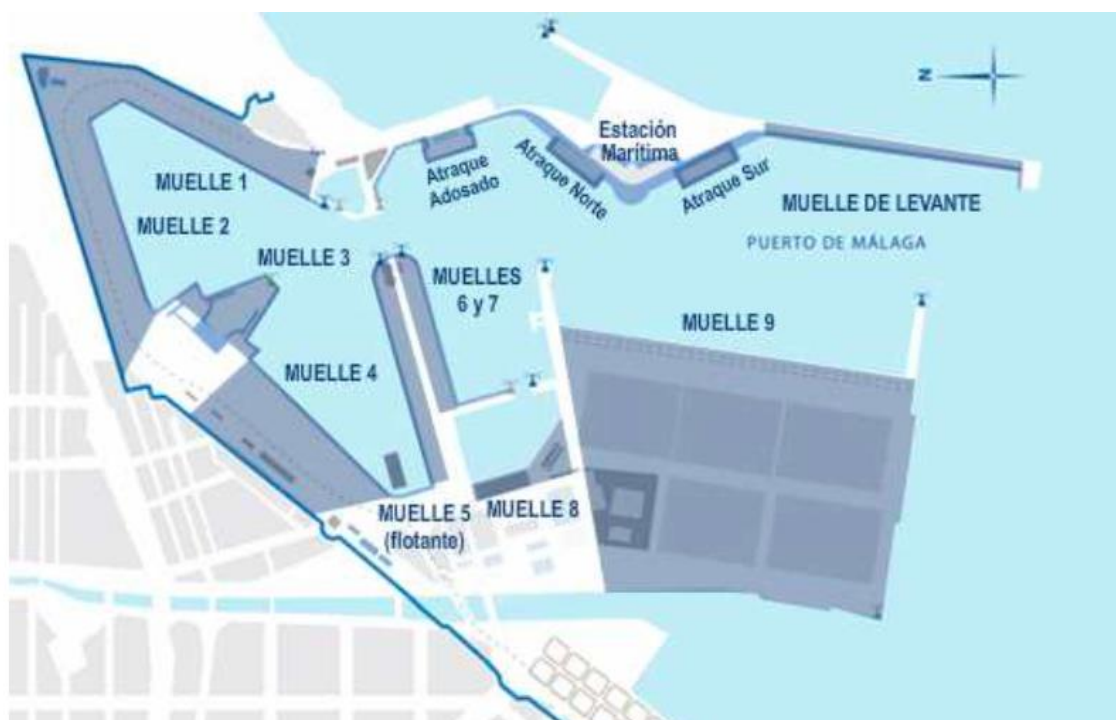 N
Estación
Marítima
Atraque
Adosado
Atraque Norte
Atraque Sur
MUELLE 1
MUELLE 2
MUELLE DE LEVANTE
PUERTO DE MÁLAGA
MUELLE 3
MUELLES
6 y 7
MUELLE 9
MUELLE 4
MUELLE 5
(flotante)
MUELLE 8